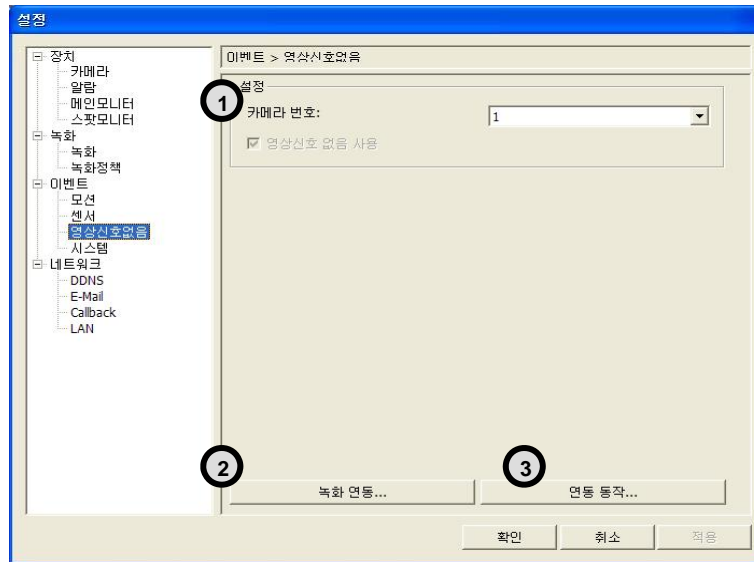 설정
장치
카메라
알람
메인모니터
스팟모니터
녹화
녹화
녹화정책
이벤트
모션
센서
영상신호없음
시스템
네트워크
DDNS
E-Mail
Callback
LAN
이벤트 > 영상신호없음
설정
1
카메라 번호: 1
영상신호 없음 사용
2
3
녹화 연동... 연동 동작...
확인 취소 적용